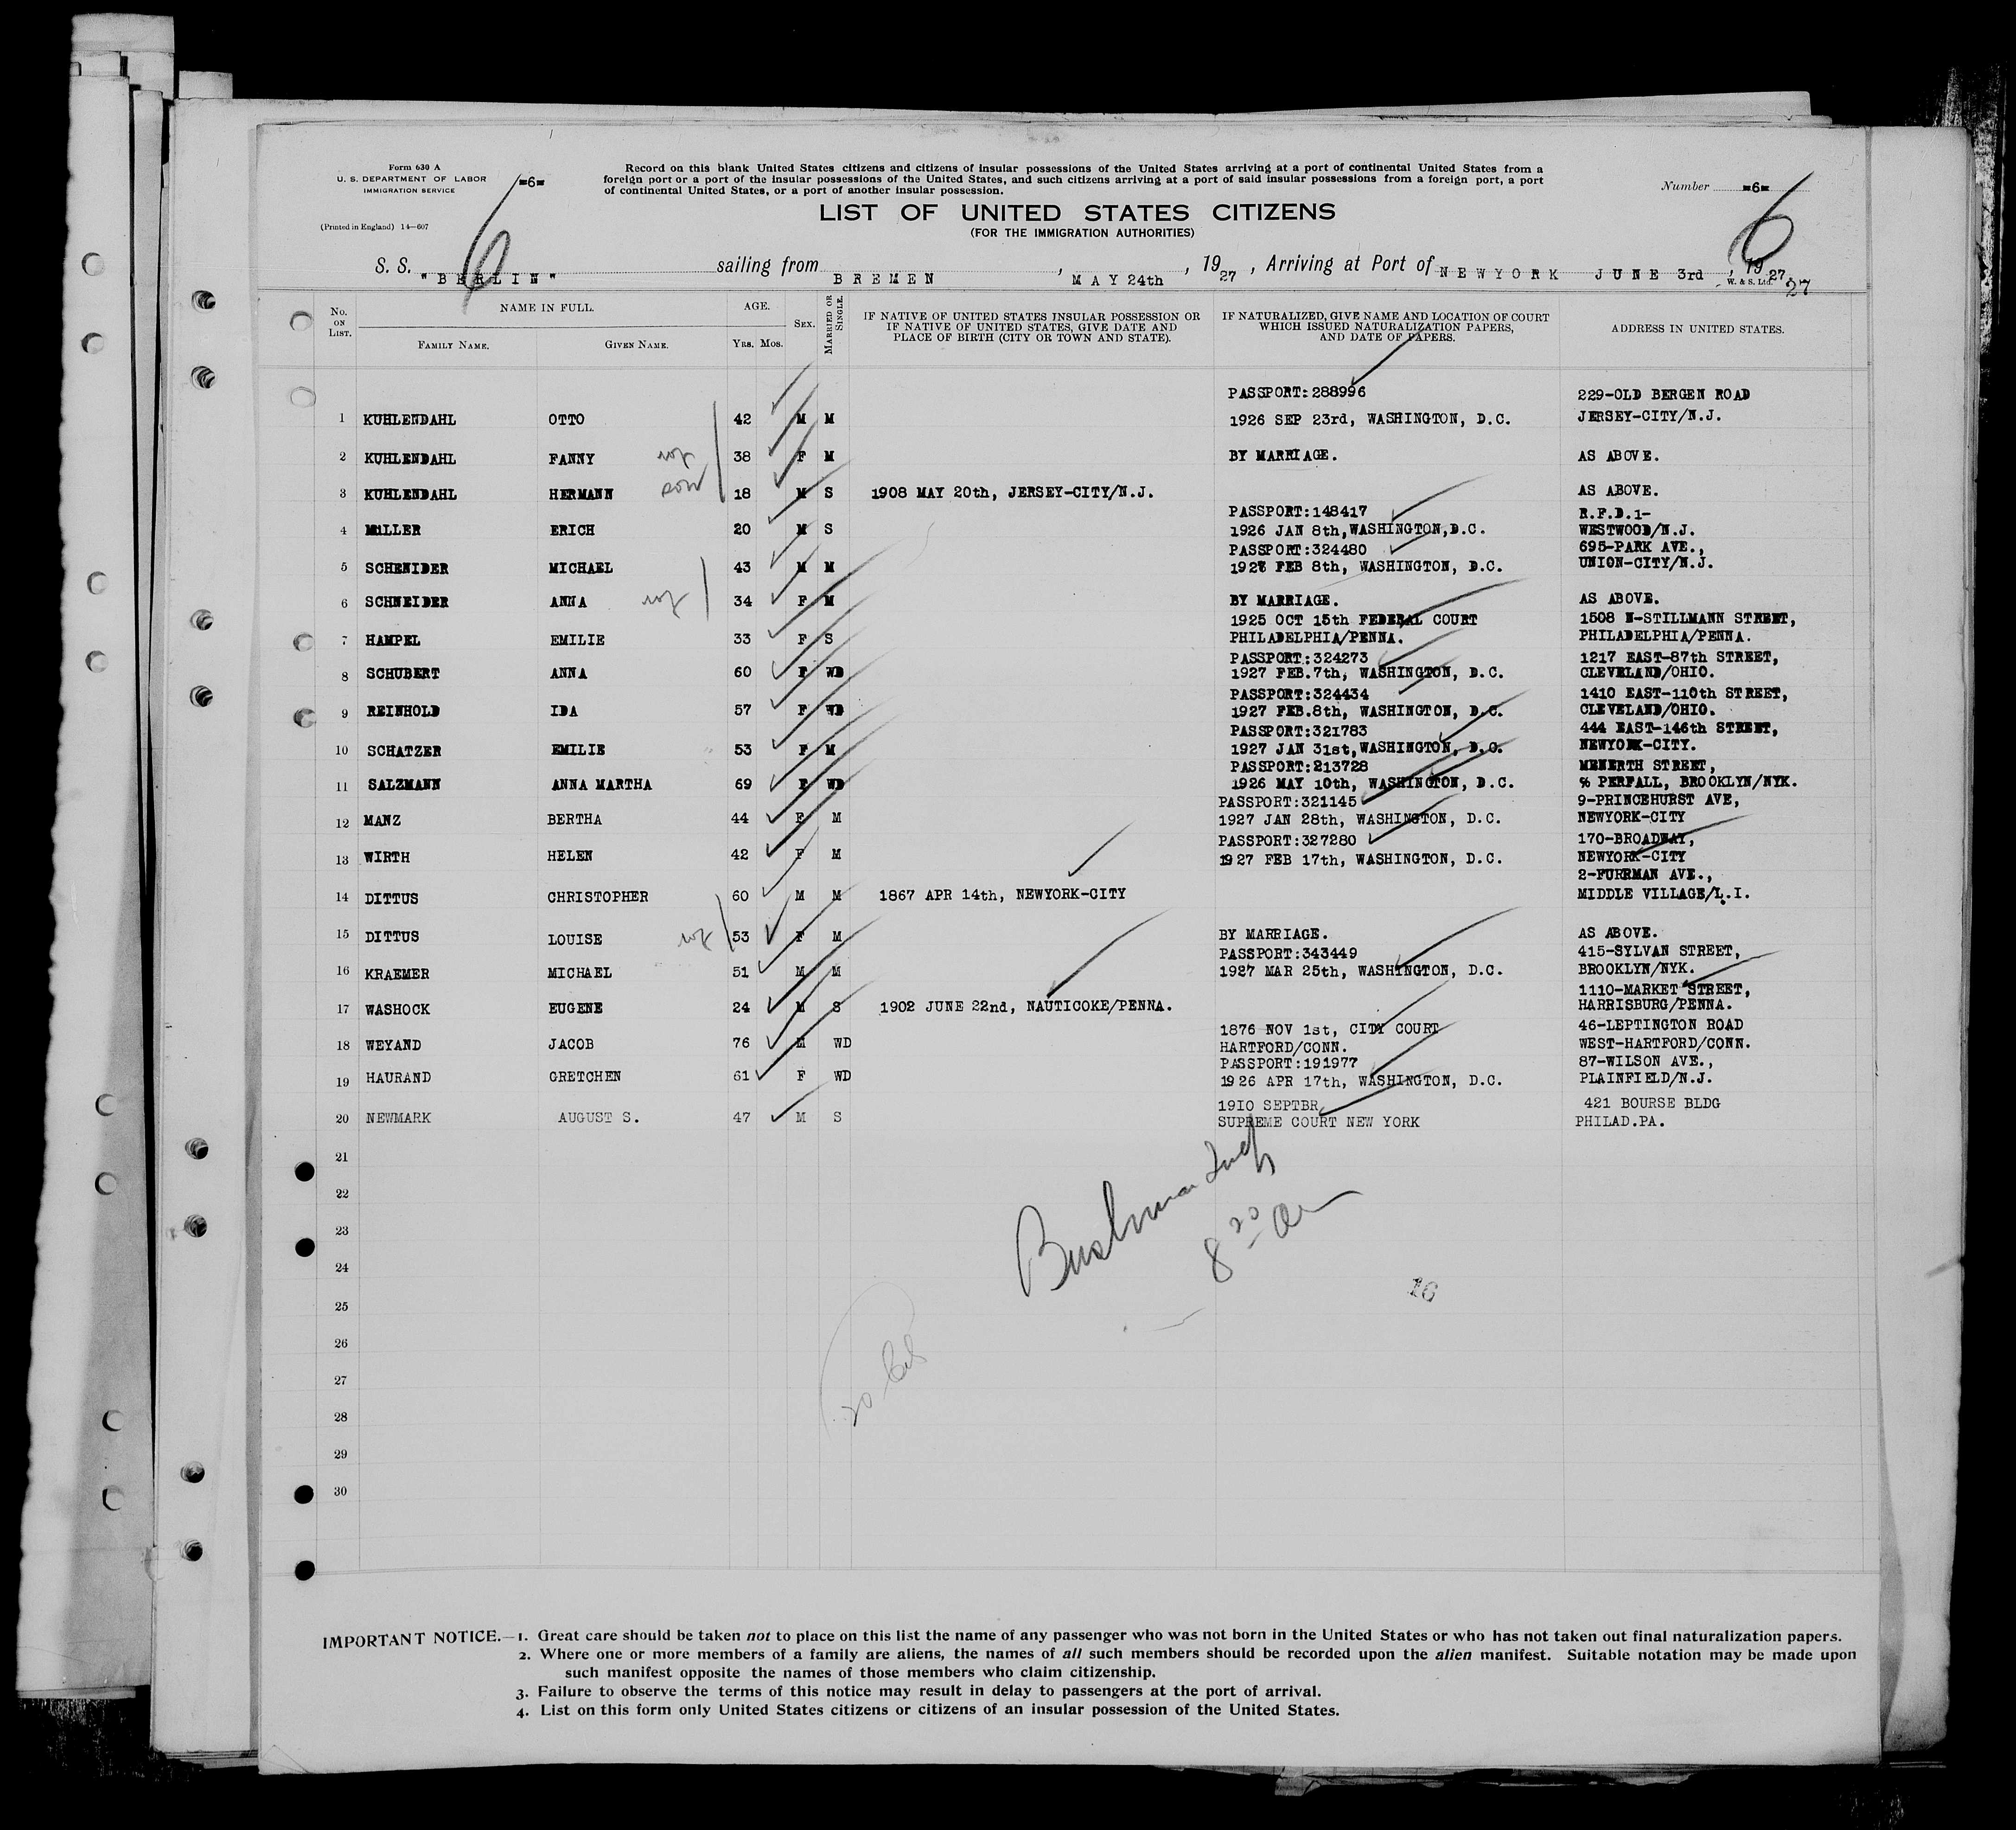 Form 630 A
U. S. DEPARTMENT OF LABOR
IMMIGRATION SERVICE
=6=
(Printed in England) 14—607
6
Record on this blank United States citizens and citizens of insular possessions of the United States arriving at a port of continental United States from a
foreign port or a port of the insular possessions of the United States, and such citizens arriving at a port of said insular possessions from a foreign port, a port
of continental United States, or a port of another insular possession.
Number =6=
6
LIST OF UNITED STATES CITIZENS
(FOR THE IMMIGRATION AUTHORITIES)
S. S. "BERLIN" sailing from BREMEN, MAY 24th, 1927, Arriving at Port of NEWYORK JUNE 3rd, 1927
W. & S. Ltd. 27
No. ON LIST. NAME IN FULL. AGE. SEX. MARRIED OR SINGLE. IF NATIVE OF UNITED STATES INSULAR POSSESSION OR IF NATIVE OF UNITED STATES, GIVE DATE AND PLACE OF BIRTH (CITY OR TOWN AND STATE). IF NATURALIZED, GIVE NAME AND LOCATION OF COURT WHICH ISSUED NATURALIZATION PAPERS, AND DATE OF PAPERS. ADDRESS IN UNITED STATES.
FAMILY NAME. GIVEN NAME. Yrs. Mos.
PASSPORT:288996 229-OLD BERGEN ROAD
1 KUHLENDAHL OTTO 42 M M 1926 SEP 23rd, WASHINGTON, D.C. JERSEY-CITY/N.J.
2 KUHLENDAHL FANNY wf 38 F M BY MARRIAGE. AS ABOVE.
3 KUHLENDAHL HERMANN son 18 M S 1908 MAY 20th, JERSEY-CITY/N.J. AS ABOVE.
PASSPORT:148417 R.F.D.1-
4 MILLER ERICH 20 M S 1926 JAN 8th,WASHINGTON,D.C. WESTWOOD/N.J.
PASSPORT:324480 695-PARK AVE.,
5 SCHENIDER MICHAEL 43 M M 1927 FEB 8th, WASHINGTON, D.C. UNION-CITY/N.J.
6 SCHNEIDER ANNA wf 34 F M BY MARRIAGE. AS ABOVE.
1925 OCT 15th FEDERAL COURT 1508 N-STILLMANN STREET,
7 HAMPEL EMILIE 33 F S PHILADELPHIA/PENNA. PHILADELPHIA/PENNA.
PASSPORT:324273 1217 EAST-87th STREET,
8 SCHUBERT ANNA 60 F WD 1927 FEB.7th, WASHINGTON, D.C. CLEVELAND/OHIO.
PASSPORT:324434 1410 EAST-110th STREET,
9 REINHOLD IDA 57 F WD 1927 FEB.8th, WASHINGTON, D.C. CLEVELAND/OHIO.
PASSPORT:321783 444 EAST-146th STREET,
10 SCHATZER EMILIE 53 F M 1927 JAN 31st,WASHINGTON, D.C. NEWYORK-CITY.
PASSPORT:213728 MENERTH STREET,
11 SALZMANN ANNA MARTHA 69 F WD 1926 MAY 10th, WASHINGTON, D.C. % PERFALL, BROOKLYN/NYK.
PASSPORT:321145 9-PRINCEHURST AVE,
12 MANZ BERTHA 44 F M 1927 JAN 28th, WASHINGTON, D.C. NEWYORK-CITY
PASSPORT:327280 170-BROADWAY,
13 WIRTH HELEN 42 F M 1927 FEB 17th, WASHINGTON, D.C. NEWYORK-CITY
2-FURRMAN AVE.,
14 DITTUS CHRISTOPHER 60 M M 1867 APR 14th, NEWYORK-CITY MIDDLE VILLAGE/L.I.
15 DITTUS LOUISE wf 53 F M BY MARRIAGE. AS ABOVE.
PASSPORT:343449 415-SYLVAN STREET,
16 KRAEMER MICHAEL 51 M M 1927 MAR 25th, WASHINGTON, D.C. BROOKLYN/NYK.
1110-MARKET STREET,
17 WASHOCK EUGENE 24 M S 1902 JUNE 22nd, NAUTICOKE/PENNA. HARRISBURG/PENNA.
1876 NOV 1st, CITY COURT 46-LEPTINGTON ROAD
18 WEYAND JACOB 76 M WD HARTFORD/CONN. WEST-HARTFORD/CONN.
PASSPORT:191977 87-WILSON AVE.,
19 HAURAND GRETCHEN 61 F WD 1926 APR 17th, WASHINGTON, D.C. PLAINFIELD/N.J.
1910 SEPTBR 421 BOURSE BLDG
20 NEWMARK AUGUST S. 47 M S SUPREME COURT NEW YORK PHILAD.PA.
21
22
23
24
25
26
27
28
29
30
8 20
16
20
IMPORTANT NOTICE.—1. Great care should be taken not to place on this list the name of any passenger who was not born in the United States or who has not taken out final naturalization papers.
2. Where one or more members of a family are aliens, the names of all such members should be recorded upon the alien manifest. Suitable notation may be made upon
such manifest opposite the names of those members who claim citizenship.
3. Failure to observe the terms of this notice may result in delay to passengers at the port of arrival.
4. List on this form only United States citizens or citizens of an insular possession of the United States.